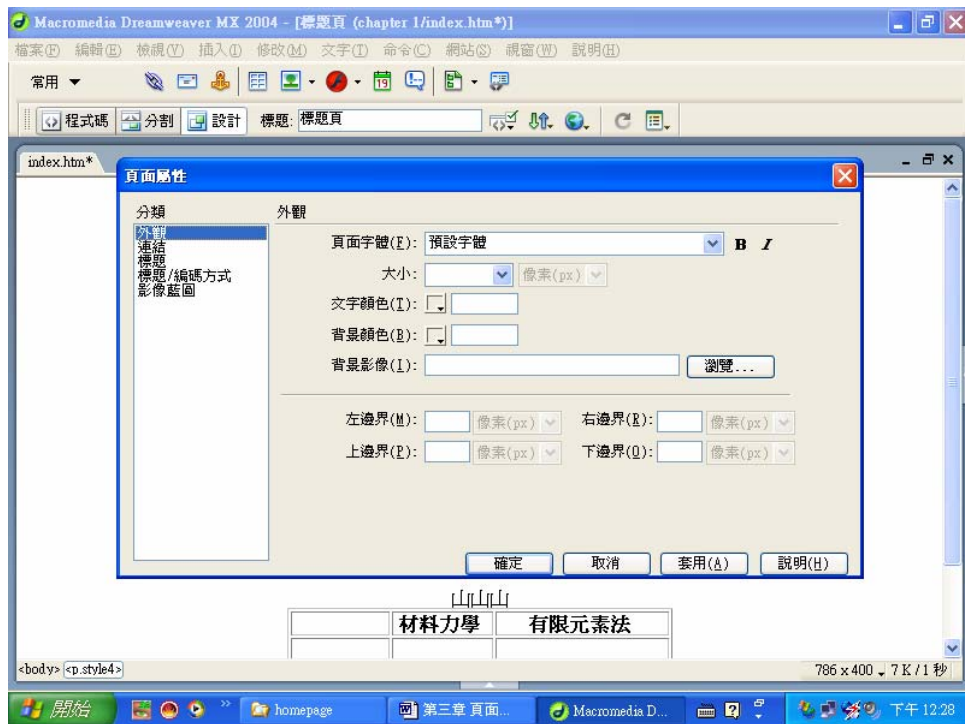 Macromedia Dreamweaver MX 2004 - [標題頁 (chapter 1/index.htm*)]
檔案(F) 編輯(E) 檢視(V) 插入(I) 修改(M) 文字(T) 命令(C) 網站(S) 視窗(W) 說明(H)
常用
程式碼 分割 設計 標題: 標題頁
index.htm*
頁面屬性
分類
外觀
連結
標題
標題/編碼方式
影像藍圖
外觀
頁面字體(F): 預設字體 B I
大小: 像素(px)
文字顏色(T):
背景顏色(B):
背景影像(I): 瀏覽...
左邊界(M): 像素(px) 右邊界(R): 像素(px)
上邊界(P): 像素(px) 下邊界(O): 像素(px)
確定 取消 套用(A) 說明(H)
材料力學 有限元素法
<body> <p.style4> 786 x 400 7 K / 1 秒
開始 homepage 第三章 頁面... Macromedia D... 下午 12:28